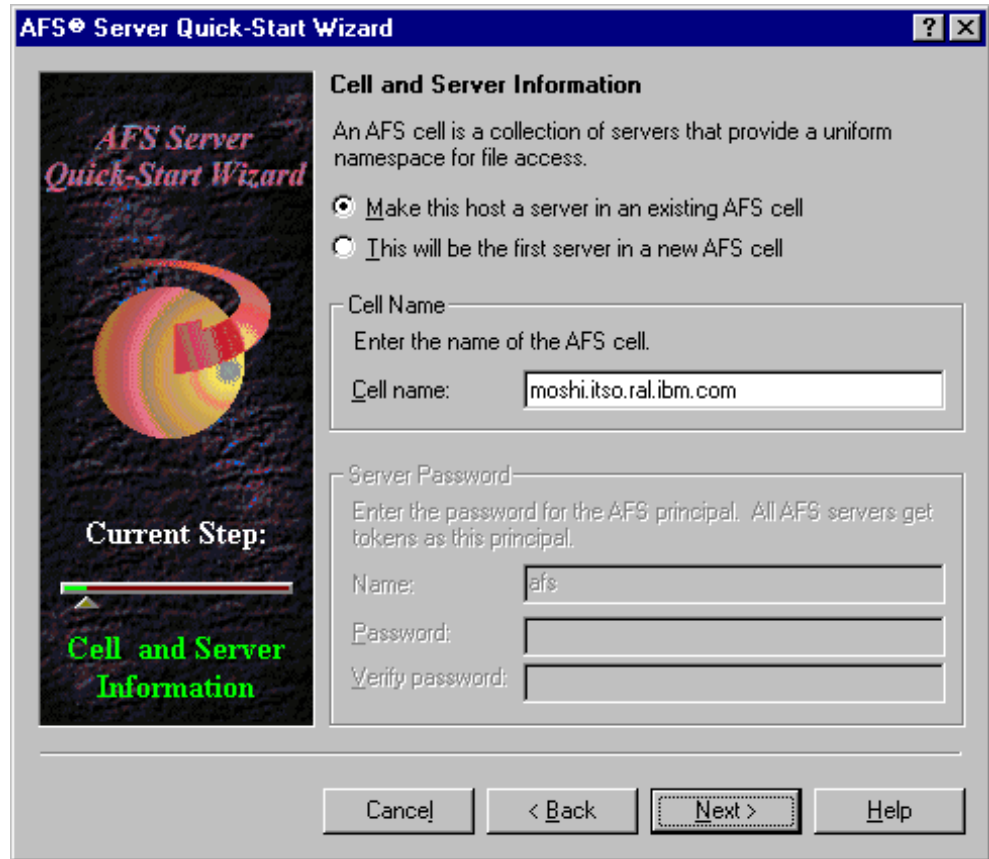 AFS® Server Quick-Start Wizard
AFS Server
Quick-Start Wizard
Current Step:
Cell and Server
Information
Cell and Server Information
An AFS cell is a collection of servers that provide a uniform
namespace for file access.
Make this host a server in an existing AFS cell
This will be the first server in a new AFS cell
Cell Name
Enter the name of the AFS cell.
Cell name: moshi.itso.ral.ibm.com
Server Password
Enter the password for the AFS principal. All AFS servers get
tokens as this principal.
Name: afs
Password:
Verify password:
Cancel < Back Next > Help